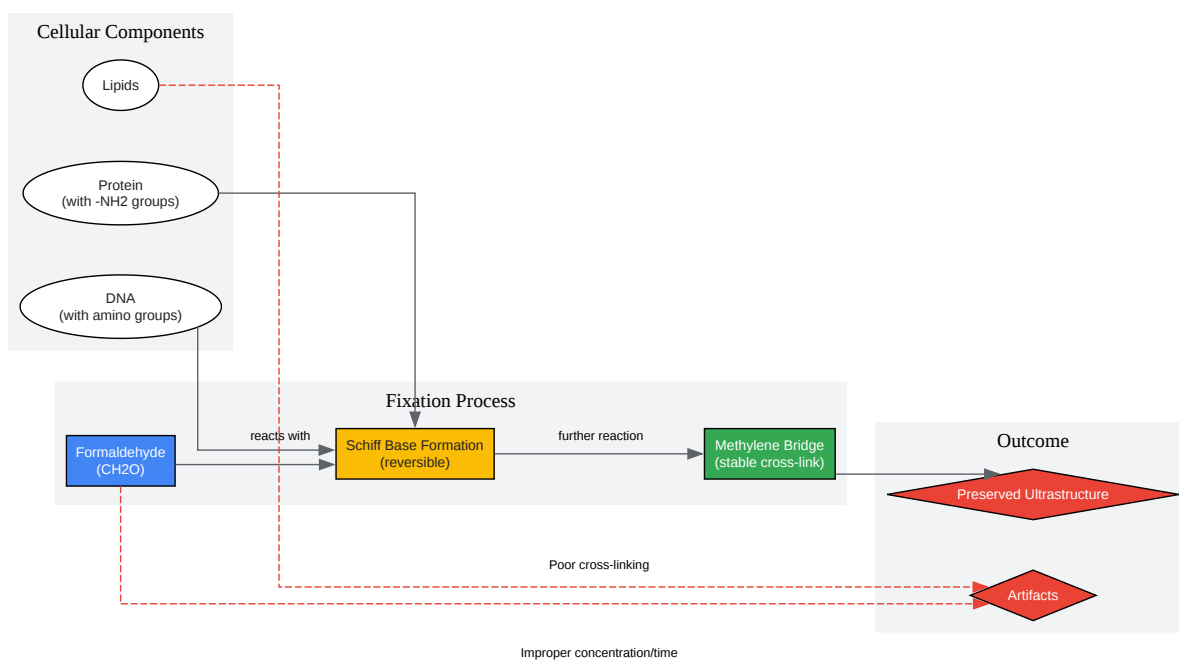 Cellular Components
Lipids
Protein
(with -NH2 groups)
DNA
(with amino groups)
Fixation Process
Formaldehyde
(CH2O)
reacts with
Schiff Base Formation
(reversible)
further reaction
Methylene Bridge
(stable cross-link)
Outcome
Preserved Ultrastructure
Poor cross-linking
Artifacts
Improper concentration/time